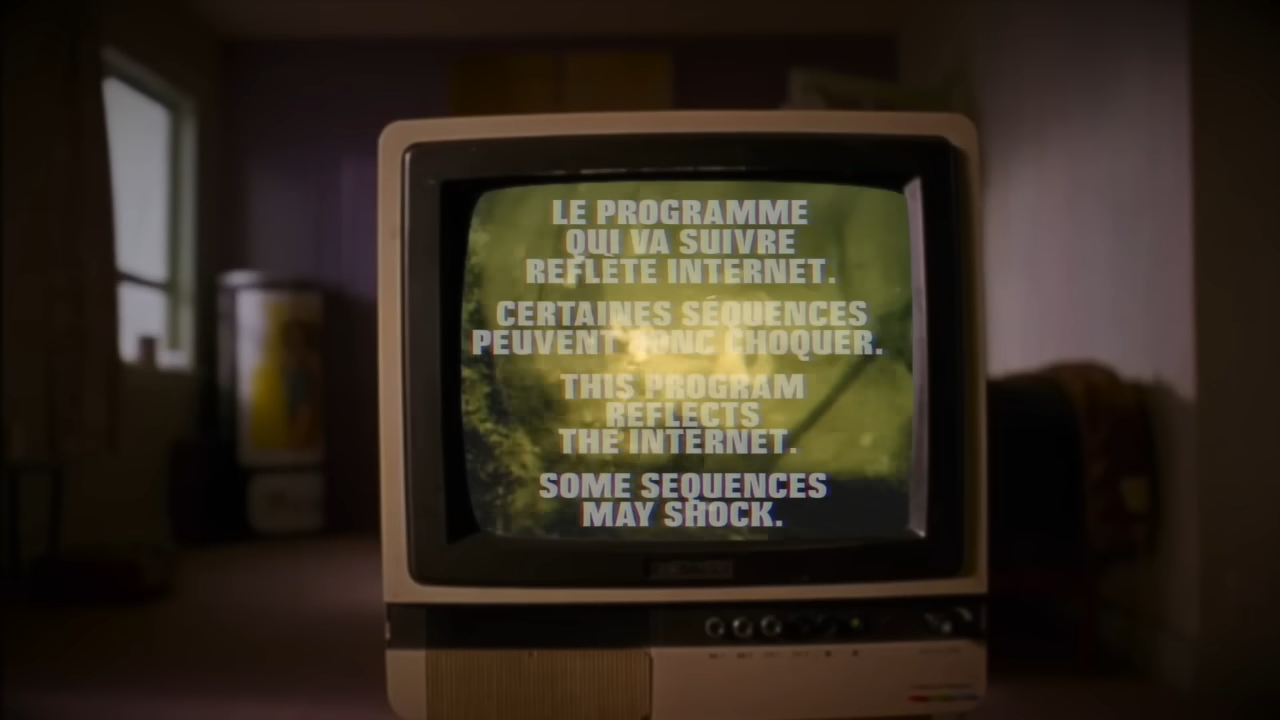 LE PROGRAMME
QUI VA SUIVRE
REFLÈTE INTERNET.
CERTAINES SÉQUENCES
PEUVENT DONC CHOQUER.
THIS PROGRAM
REFLECTS
THE INTERNET.
SOME SEQUENCES
MAY SHOCK.